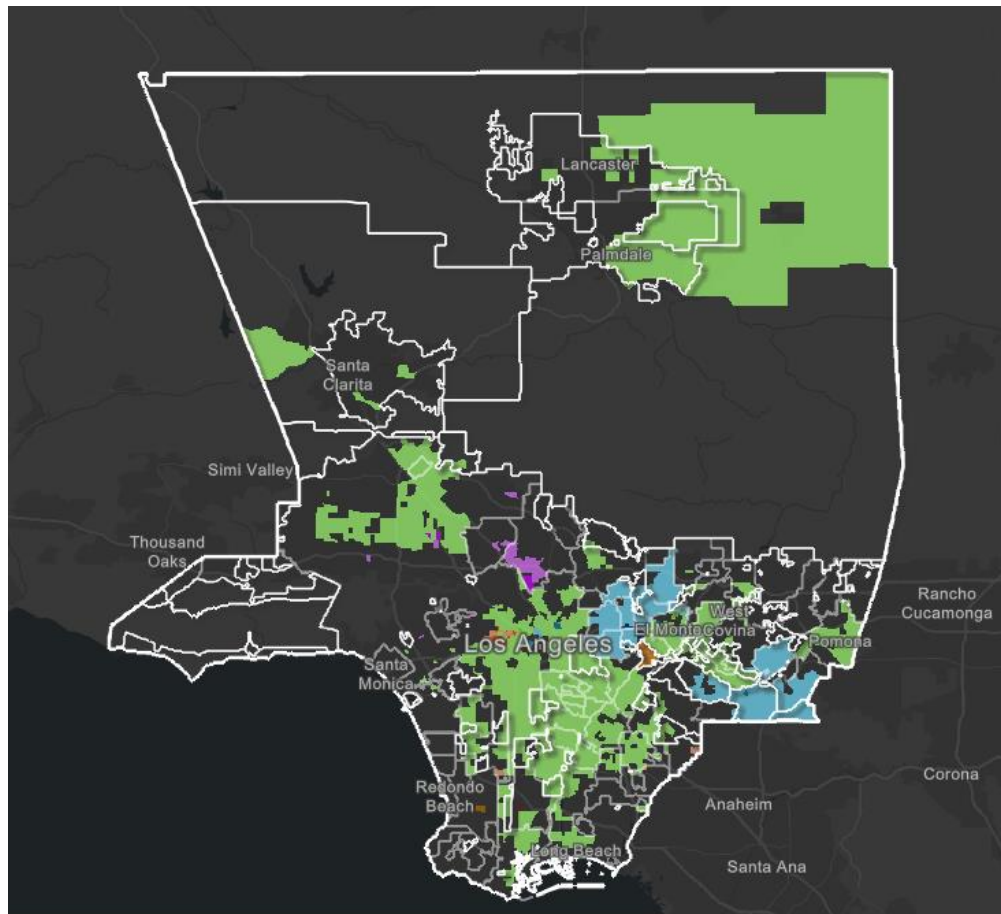 Lancaster
Palmdale
Santa
Clarita
Simi Valley
Thousand
Oaks
Rancho
Cucamonga
West
El Monte Covina
Pomona
Los Angeles
Santa
Monica
Redondo
Beach
Corona
Anaheim
Long Beach
Santa Ana